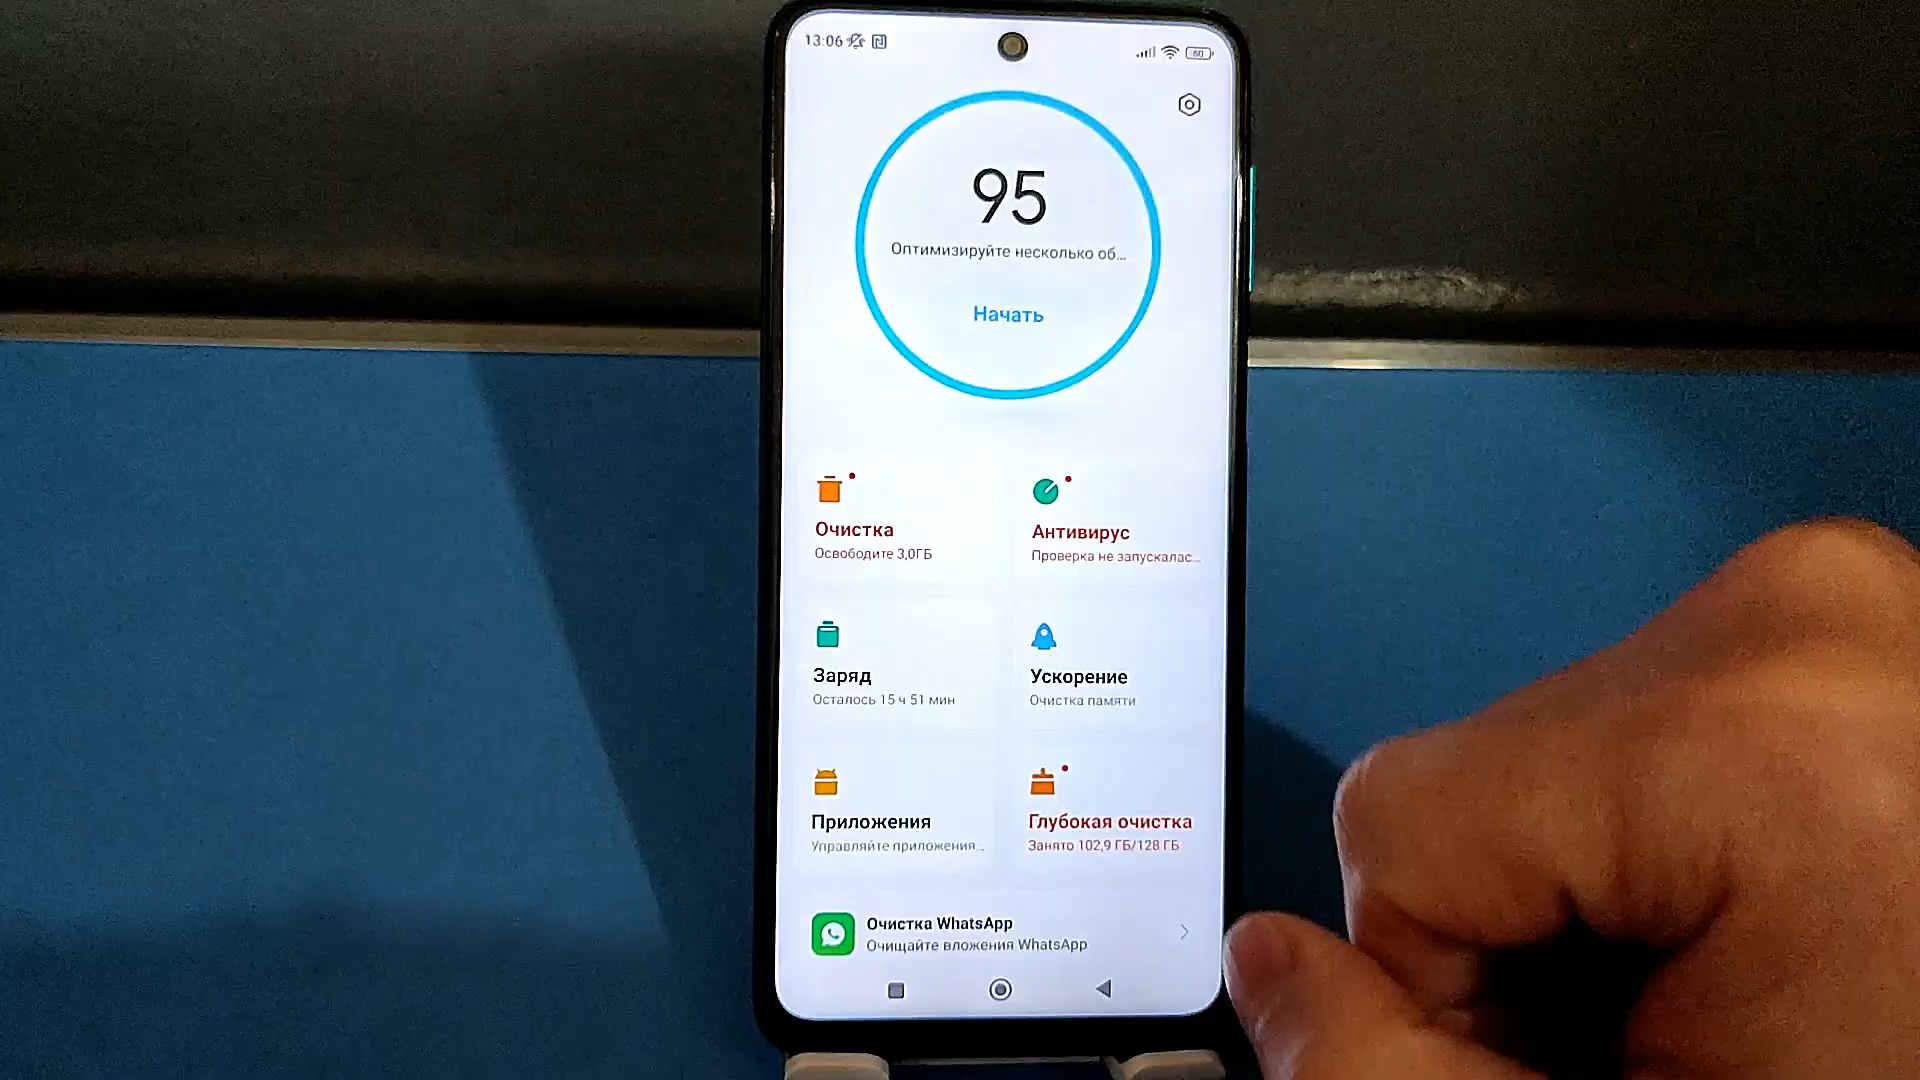 13:06
60
95
Оптимизируйте несколько об...
Начать
Очистка
Освободите 3,0ГБ
Антивирус
Проверка не запускалас...
Заряд
Осталось 15 ч 51 мин
Ускорение
Очистка памяти
Приложения
Управляйте приложения...
Глубокая очистка
Занято 102,9 ГБ/128 ГБ
Очистка WhatsApp
Очищайте вложения WhatsApp